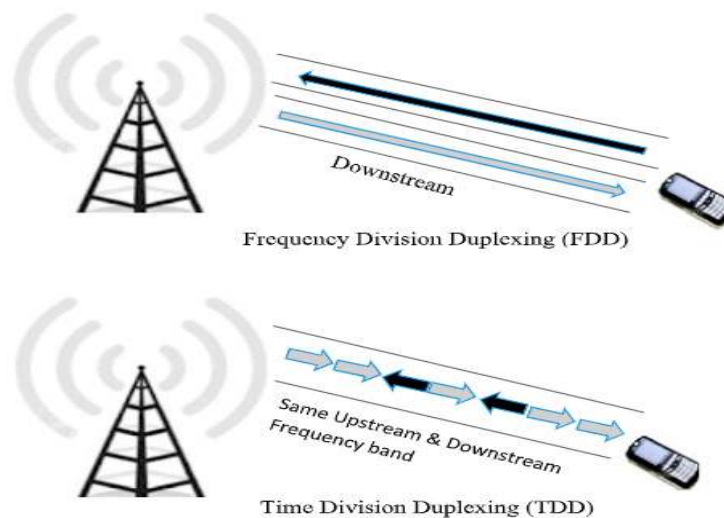 Downstream
Frequency Division Duplexing (FDD)
Same Upstream & Downstream
Frequency band
Time Division Duplexing (TDD)